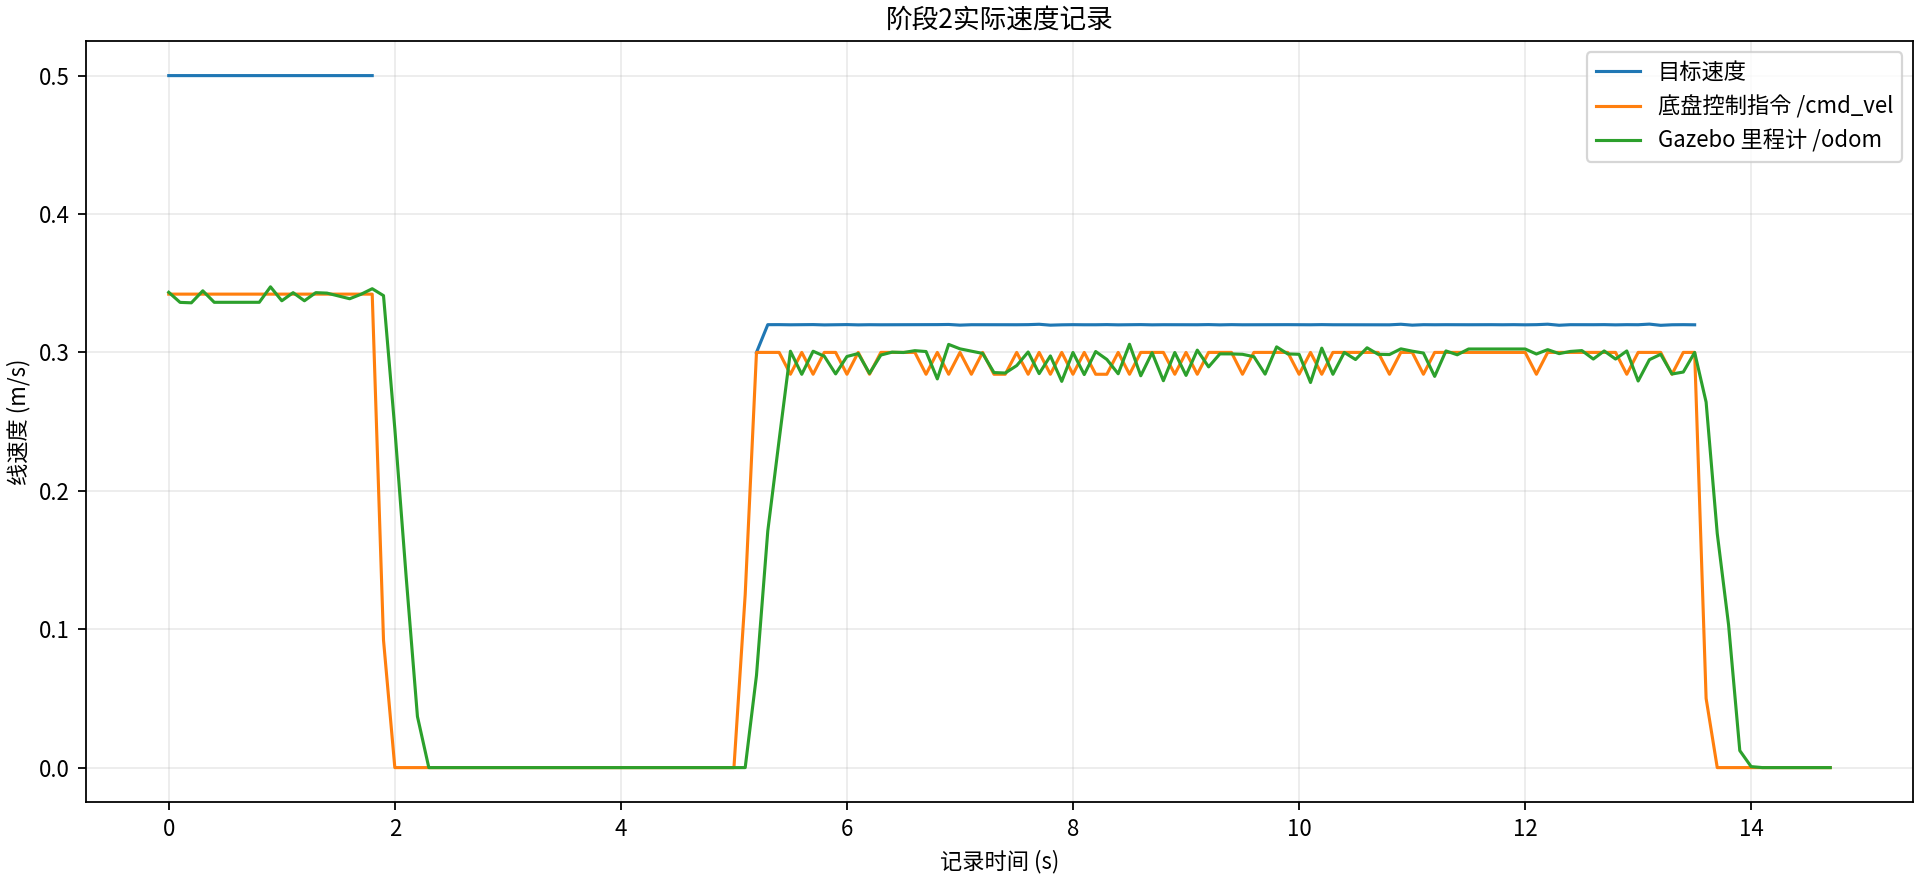 阶段2实际速度记录
目标速度
底盘控制指令 /cmd_vel
Gazebo 里程计 /odom
线速度 (m/s)
0.5
0.4
0.3
0.2
0.1
0.0
0 2 4 6 8 10 12 14
记录时间 (s)